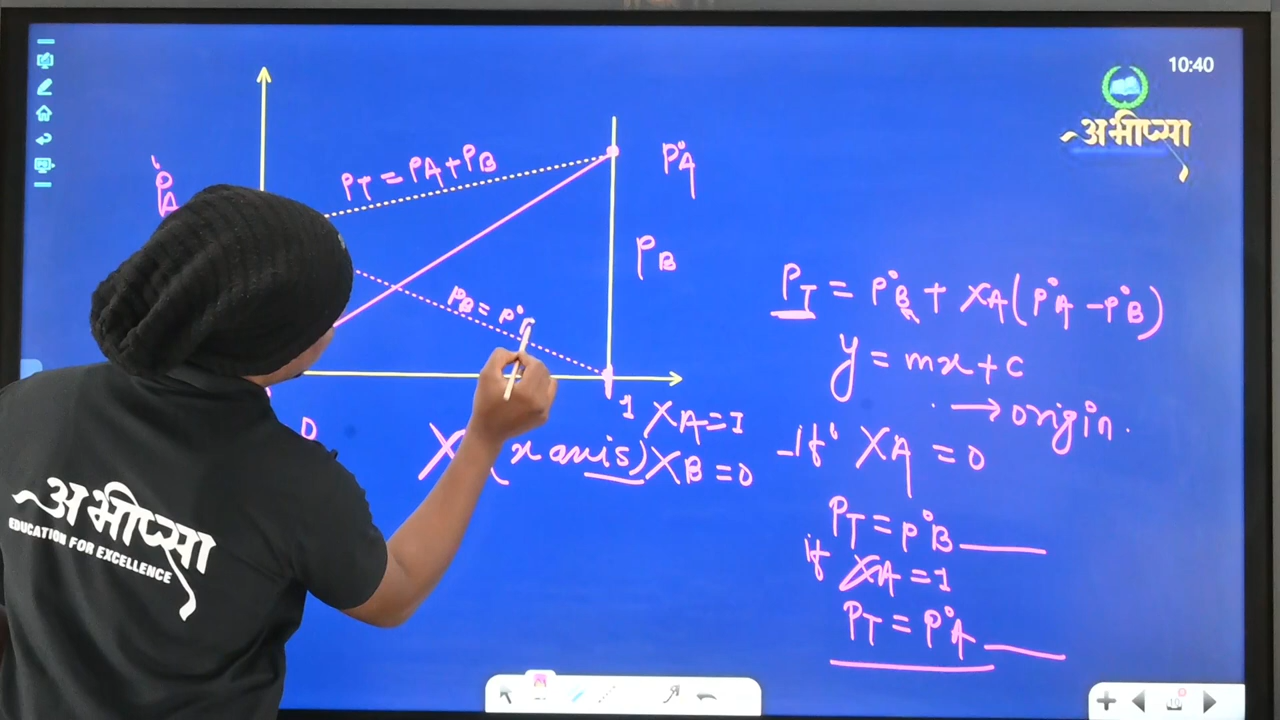 10:40
अभीप्सा
PT = PA + PB
P°A
PB
PB = P°
PT = P°B + XA(P°A - P°B)
y = mx + c
→ origin.
1 XA = 1
(x axis) XB = 0
if XA = 0
PT = P°B
if XA = 1
PT = P°A
अभीप्सा
EDUCATION FOR EXCELLENCE